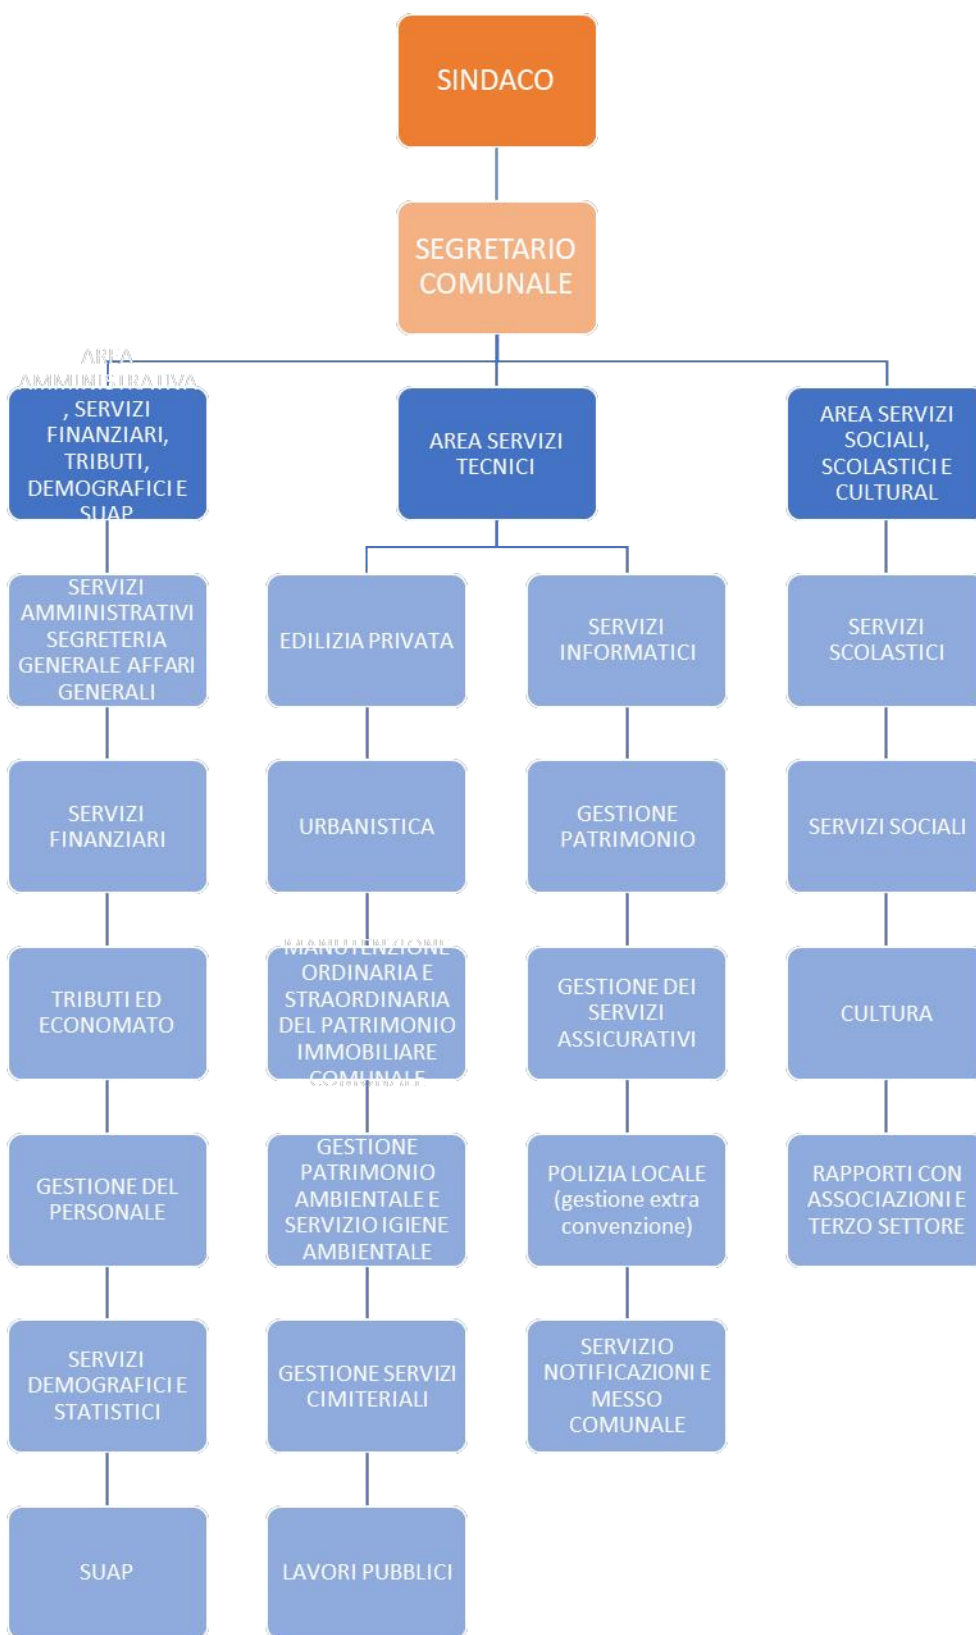 SINDACO
SEGRETARIO
COMUNALE
AREA
AMMINISTRATIVA
, SERVIZI
FINANZIARI,
TRIBUTI,
DEMOGRAFICI E
SUAP
AREA SERVIZI
TECNICI
AREA SERVIZI
SOCIALI,
SCOLASTICI E
CULTURAL
SERVIZI
AMMINISTRATIVI
SEGRETERIA
GENERALE AFFARI
GENERALI
SERVIZI
FINANZIARI
TRIBUTI ED
ECONOMATO
GESTIONE DEL
PERSONALE
SERVIZI
DEMOGRAFICI E
STATISTICI
SUAP
EDILIZIA PRIVATA
URBANISTICA
MANUTENZIONE
ORDINARIA E
STRAORDINARIA
DEL PATRIMONIO
IMMOBILIARE
COMUNALE
GESTIONE
PATRIMONIO
AMBIENTALE E
SERVIZIO IGIENE
AMBIENTALE
GESTIONE SERVIZI
CIMITERIALI
LAVORI PUBBLICI
SERVIZI
INFORMATICI
GESTIONE
PATRIMONIO
GESTIONE DEI
SERVIZI
ASSICURATIVI
POLIZIA LOCALE
(gestione extra
convenzione)
SERVIZIO
NOTIFICAZIONI E
MESSO
COMUNALE
SERVIZI
SCOLASTICI
SERVIZI SOCIALI
CULTURA
RAPPORTI CON
ASSOCIAZIONI E
TERZO SETTORE